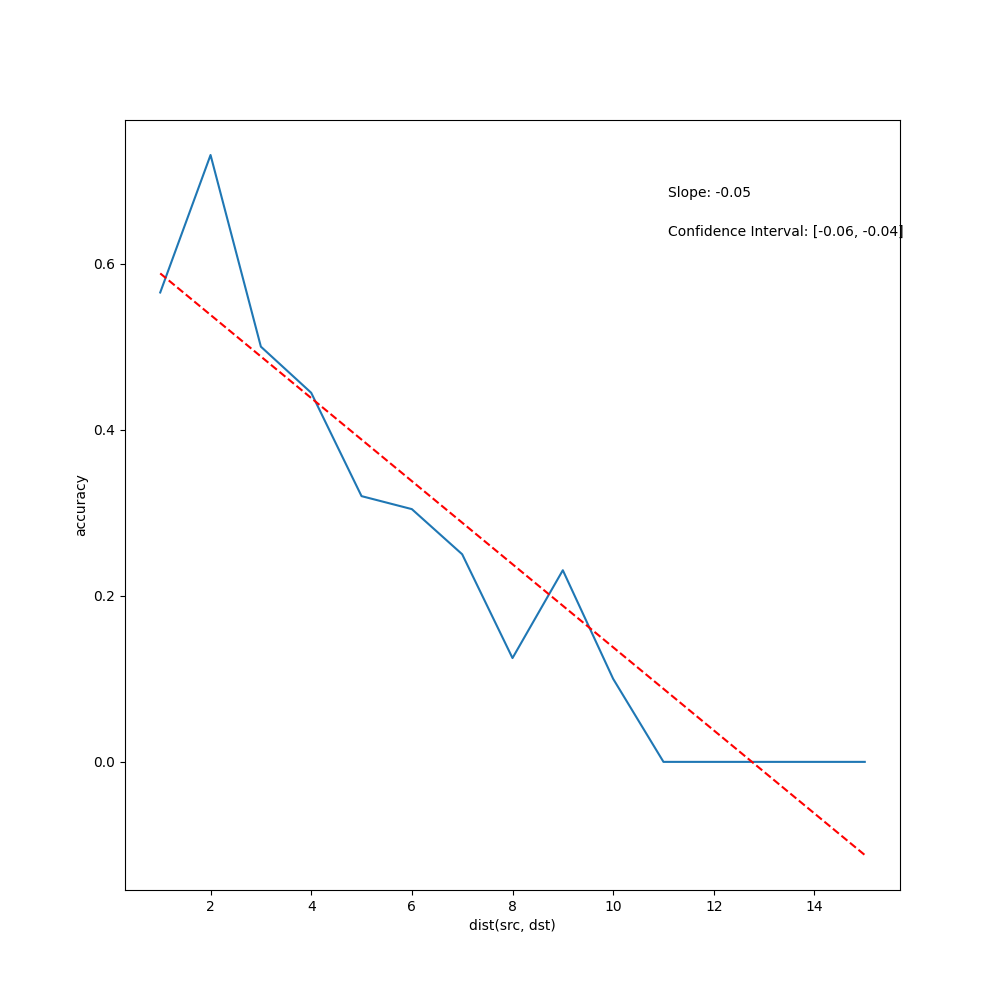 Slope: -0.05
Confidence Interval: [-0.06, -0.04]
0.6
0.4
0.2
0.0
accuracy
2 4 6 8 10 12 14
dist(src, dst)